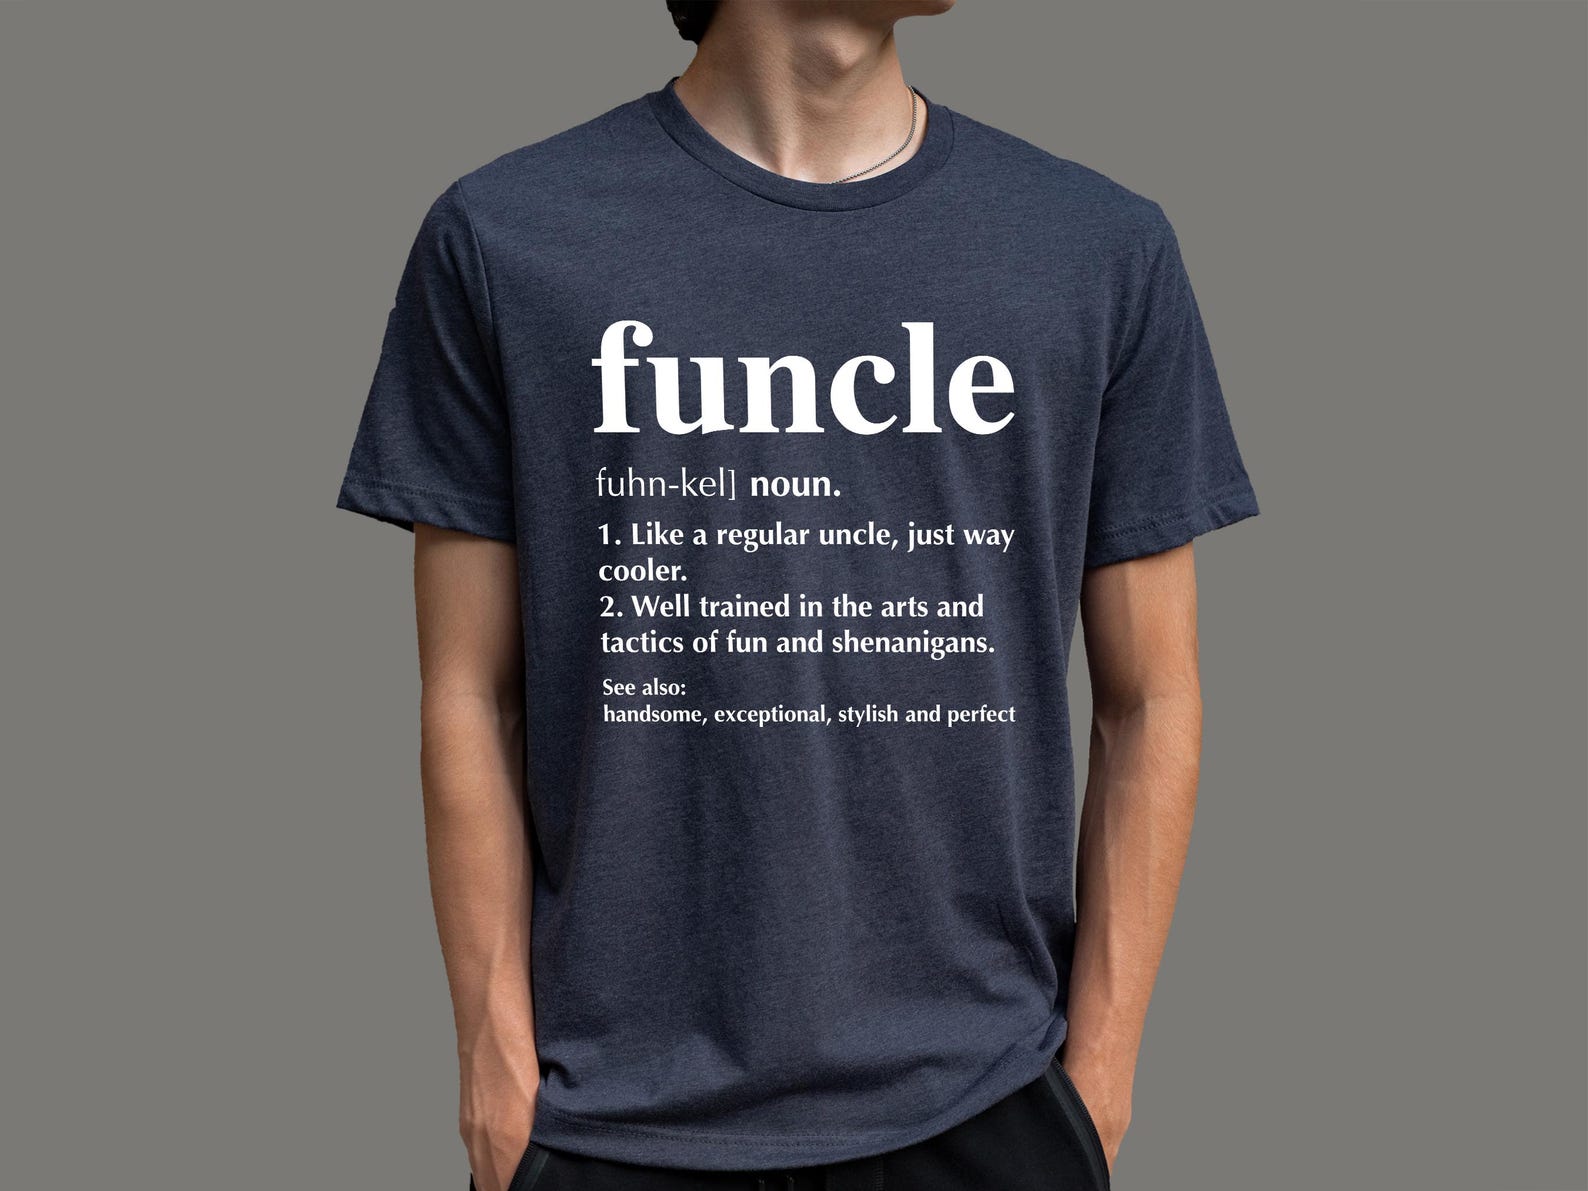 funcle
fuhn-kel] noun.
1. Like a regular uncle, just way
cooler.
2. Well trained in the arts and
tactics of fun and shenanigans.
See also:
handsome, exceptional, stylish and perfect